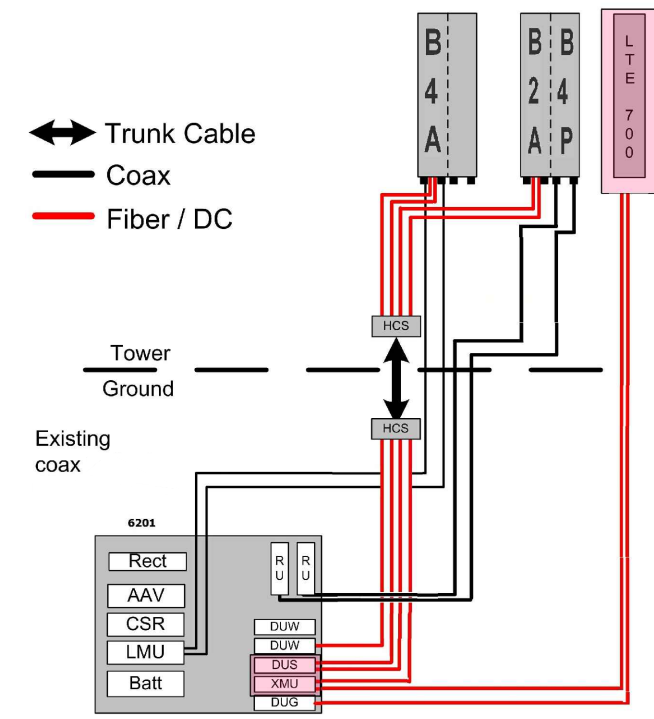 B
4
A
B B
2 4
A P
L
T
E
7
0
0
Trunk Cable
Coax
Fiber / DC
HCS
Tower
Ground
HCS
Existing
coax
6201
Rect
AAV
CSR
LMU
Batt
R
U
R
U
DUW
DUW
DUS
XMU
DUG